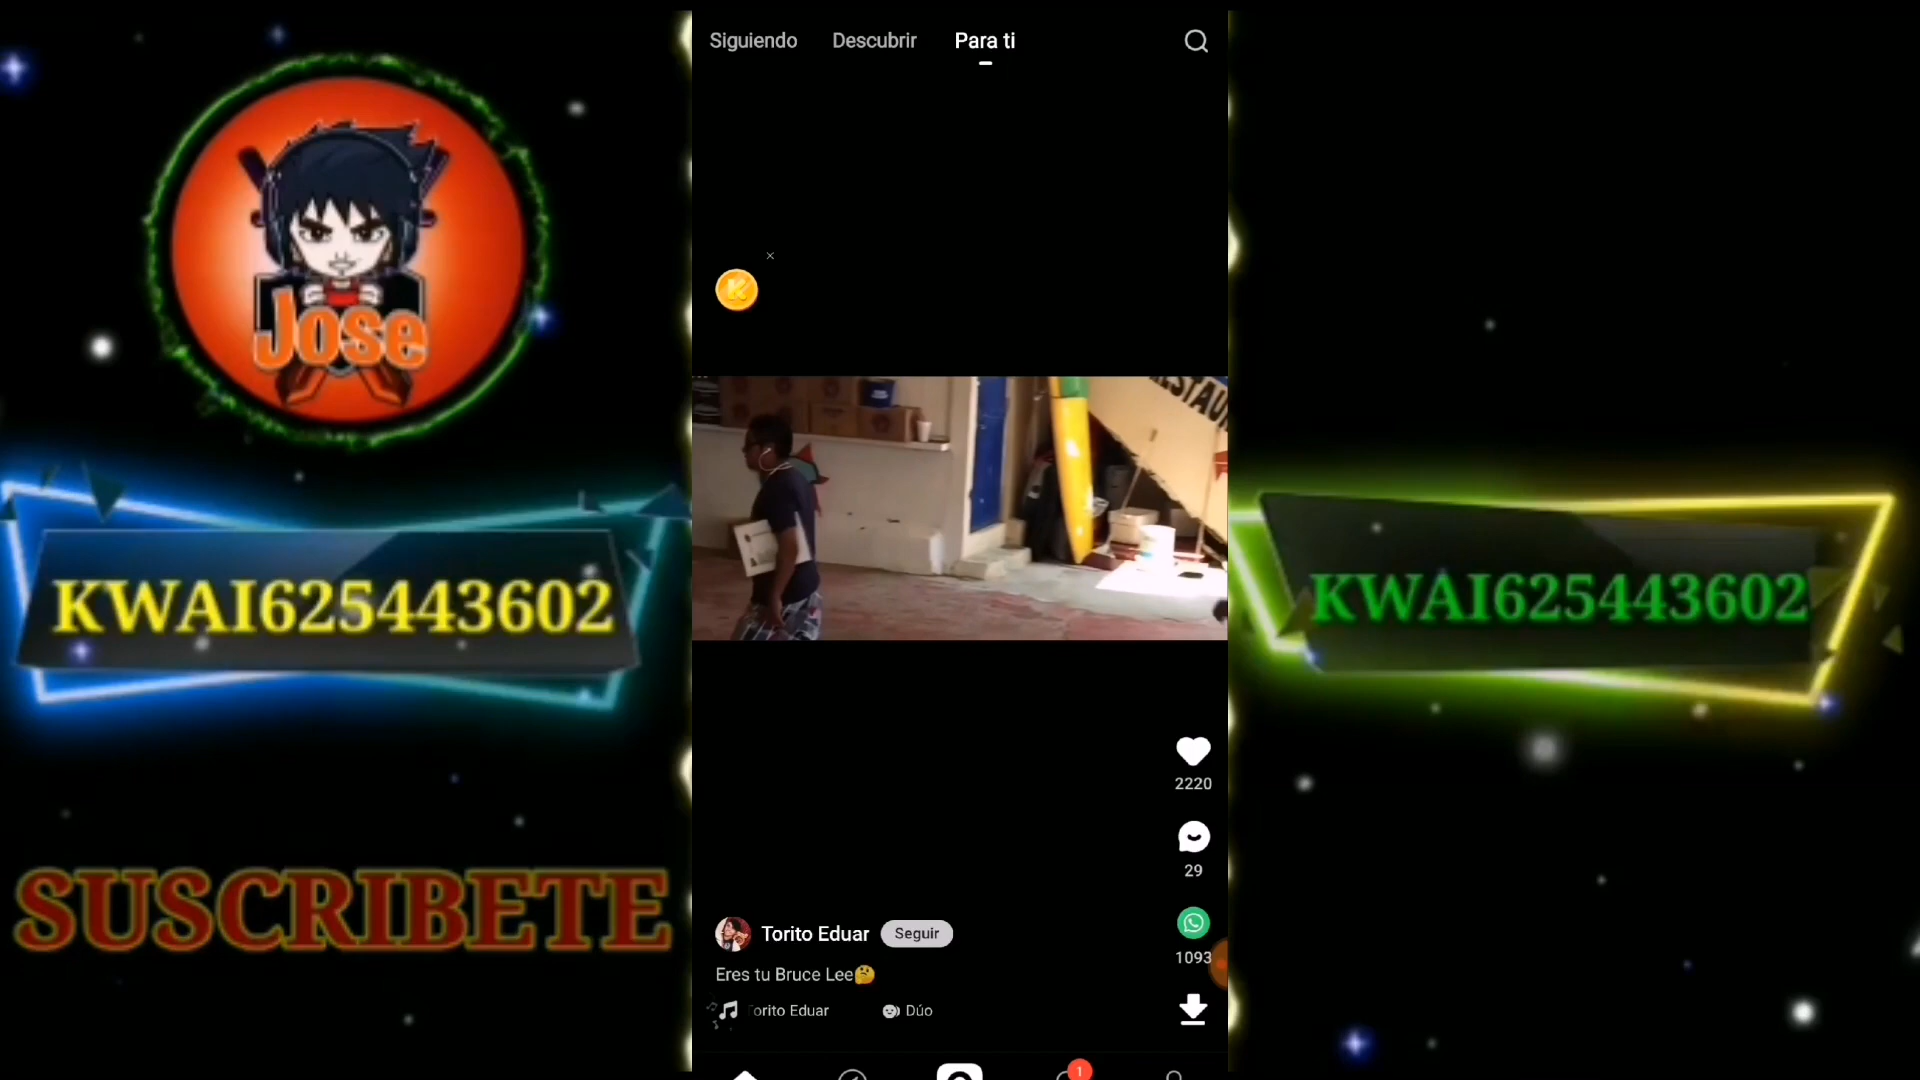 Siguiendo Descubrir Para ti
Jose
KWAI625443602
SUSCRIBETE
2220
29
1093
Torito Eduar Seguir
Eres tu Bruce Lee🤔
orito Eduar Dúo
1
KWAI625443602